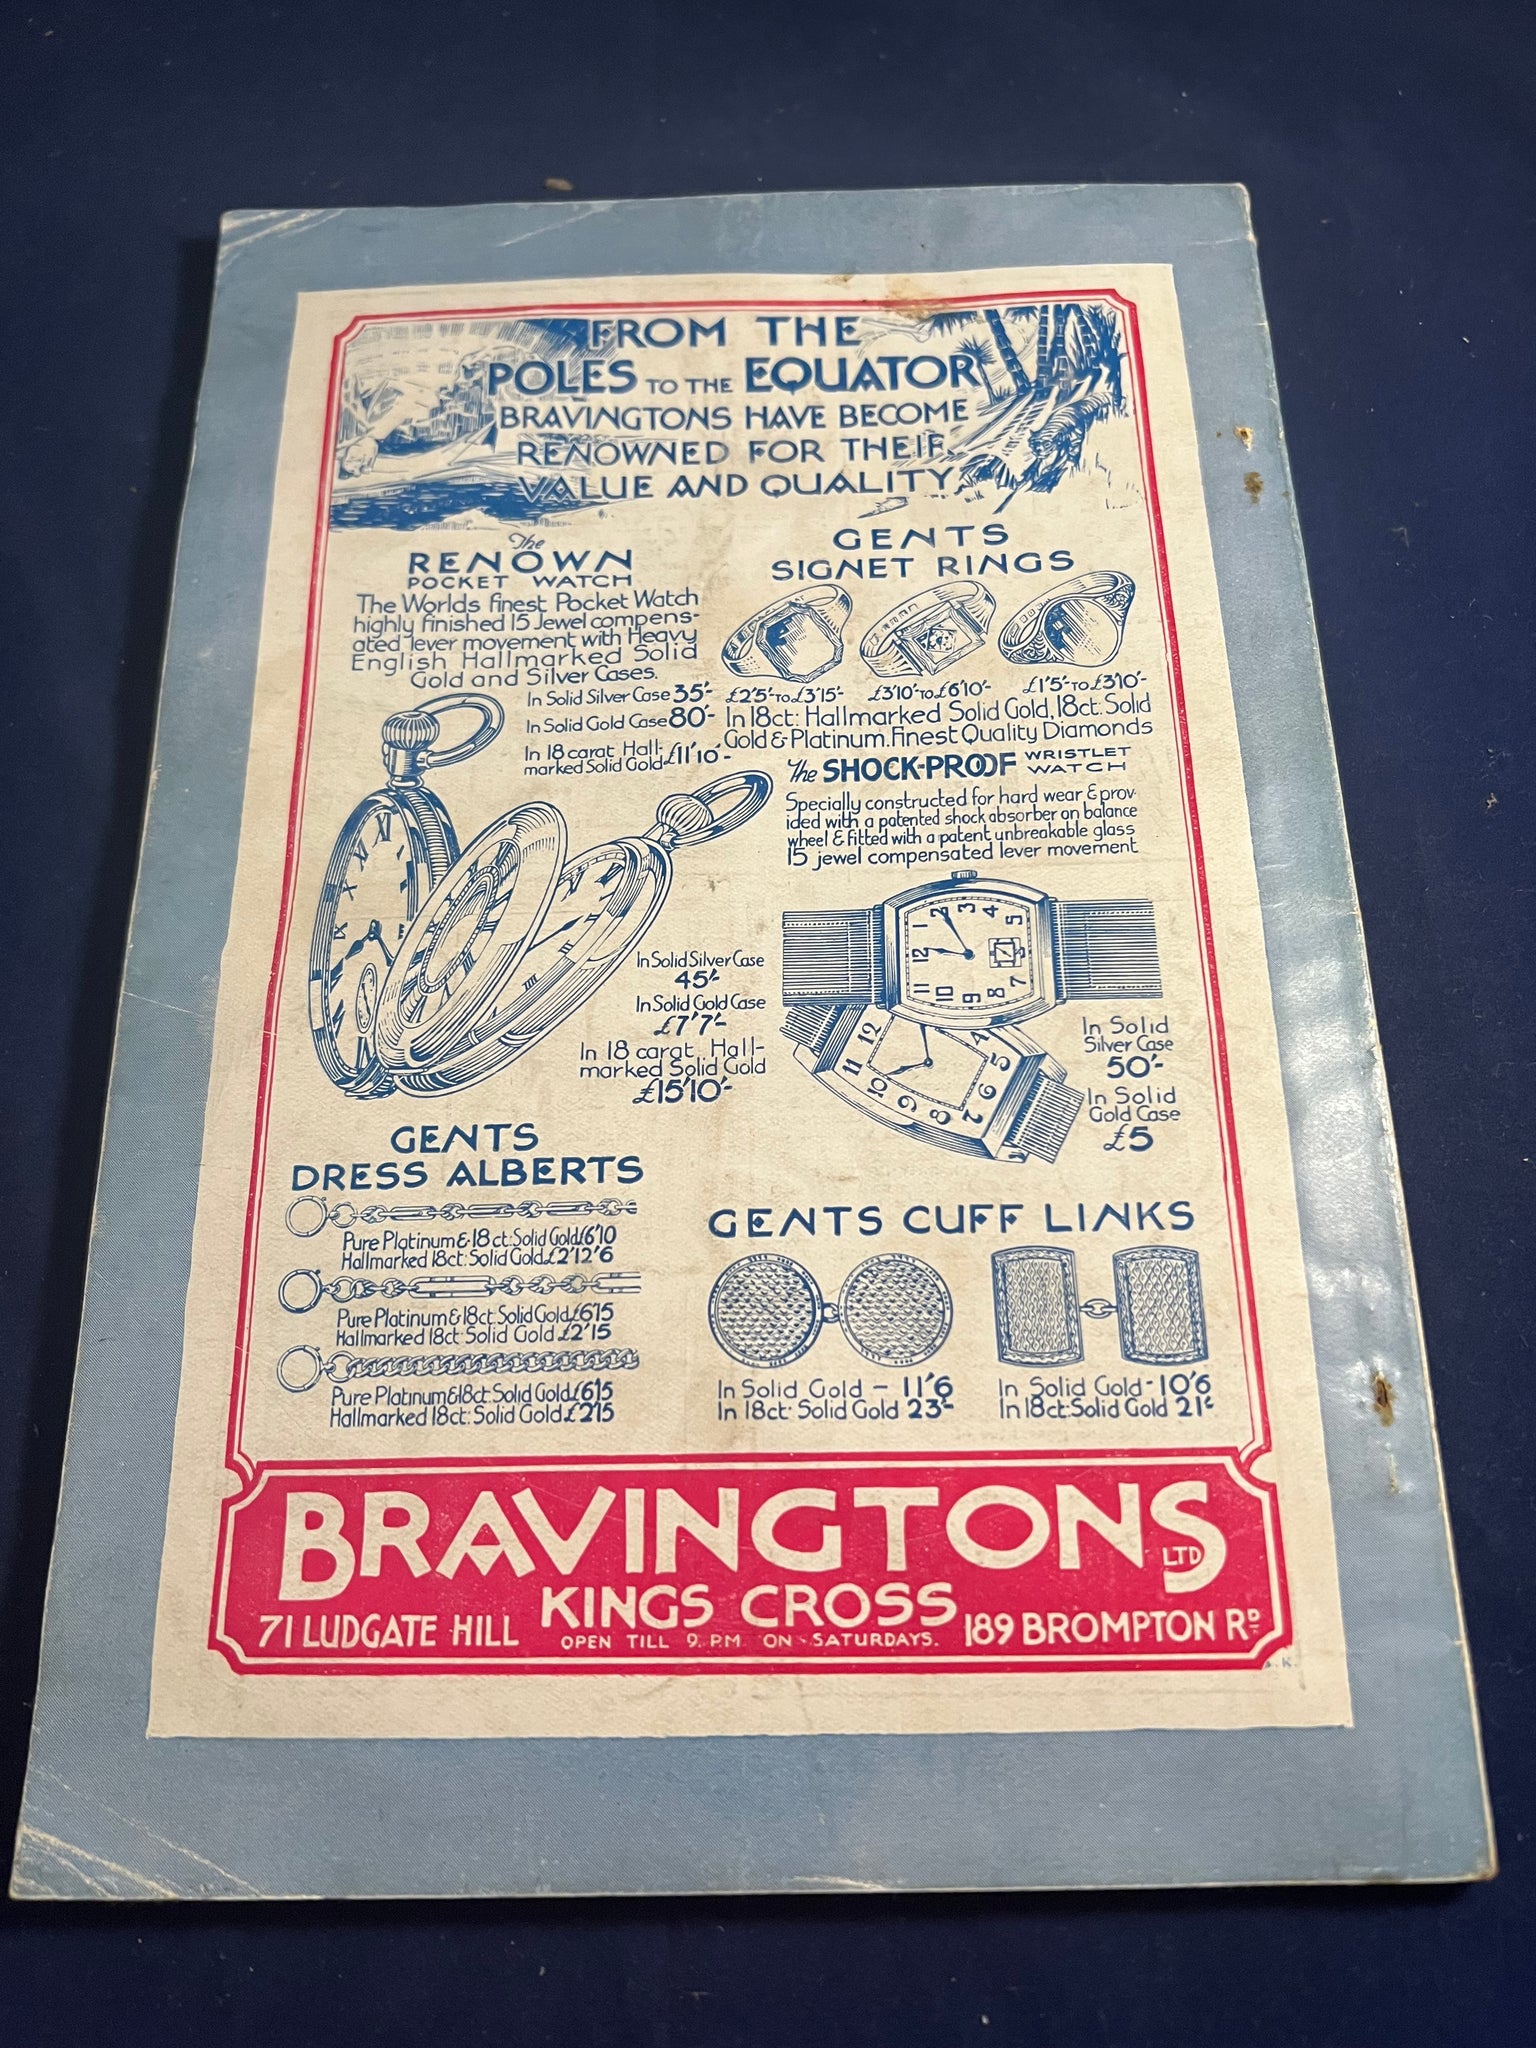 FROM THE
POLES TO THE EQUATOR
BRAVINGTONS HAVE BECOME
RENOWNED FOR THEIR
VALUE AND QUALITY
The
RENOWN
POCKET WATCH
The Worlds finest Pocket Watch
highly finished 15 Jewel compens-
ated lever movement with Heavy
English Hallmarked Solid
Gold and Silver Cases.
In Solid Silver Case 35'-
In Solid Gold Case 80'-
In 18 carat Hall-
marked Solid Gold £11'10'-
In Solid Silver Case
45'-
In Solid Gold Case
£7'7'-
In 18 carat Hall-
marked Solid Gold
£15'10'-
GENTS
SIGNET RINGS
£2'5'- TO £3'15'- £3'10'- TO £6'10'- £1'5'- TO £3'10'-
In 18ct: Hallmarked Solid Gold, 18ct: Solid
Gold & Platinum. Finest Quality Diamonds
The SHOCK-PROOF WRISTLET
WATCH
Specially constructed for hard wear & prov-
ided with a patented shock absorber on balance
wheel & fitted with a patent unbreakable glass
15 jewel compensated lever movement
In Solid
Silver Case
50'-
In Solid
Gold Case
£5
GENTS
DRESS ALBERTS
Pure Platinum & 18 ct: Solid Gold £6'10
Hallmarked 18ct: Solid Gold £2'12'6
Pure Platinum & 18ct: Solid Gold £6'15
Hallmarked 18ct: Solid Gold £2'15
Pure Platinum & 18ct: Solid Gold £6'15
Hallmarked 18ct: Solid Gold £2'15
GENTS CUFF LINKS
In Solid Gold - 11'6
In 18ct: Solid Gold 23'-
In Solid Gold - 10'6
In 18ct: Solid Gold 21'-
BRAVINGTONS LTD
KINGS CROSS
71 LUDGATE HILL OPEN TILL 9. P.M. ON SATURDAYS. 189 BROMPTON RD.